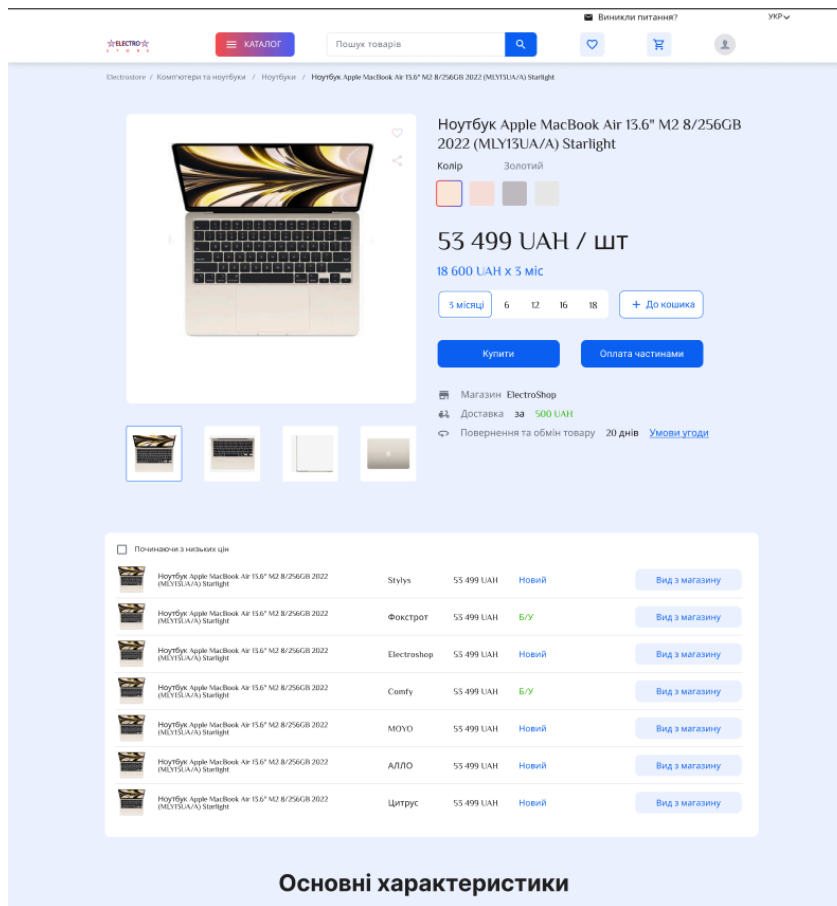 Виникли питання?
УКР
ELECTRO
STORE
КАТАЛОГ
Пошук товарів
Electrostore / Комп'ютери та ноутбуки / Ноутбуки / Ноутбук Apple MacBook Air 13.6" M2 8/256GB 2022 (MLY13UA/A) Starlight
Ноутбук Apple MacBook Air 13.6" M2 8/256GB
2022 (MLY13UA/A) Starlight
Колір Золотий
53 499 UAH / шт
18 600 UAH x 3 міс
3 місяці 6 12 16 18 + До кошика
Купити Оплата частинами
Магазин ElectroShop
Доставка за 500 UAH
Повернення та обмін товару 20 днів Умови угоди
Починаючи з низьких цін
Ноутбук Apple MacBook Air 13.6" M2 8/256GB 2022
(MLY13UA/A) Starlight
Stylys 53 499 UAH Новий Вид з магазину
Ноутбук Apple MacBook Air 13.6" M2 8/256GB 2022
(MLY13UA/A) Starlight
Фокстрот 53 499 UAH Б/У Вид з магазину
Ноутбук Apple MacBook Air 13.6" M2 8/256GB 2022
(MLY13UA/A) Starlight
Electroshop 53 499 UAH Новий Вид з магазину
Ноутбук Apple MacBook Air 13.6" M2 8/256GB 2022
(MLY13UA/A) Starlight
Comfy 53 499 UAH Б/У Вид з магазину
Ноутбук Apple MacBook Air 13.6" M2 8/256GB 2022
(MLY13UA/A) Starlight
MOYO 53 499 UAH Новий Вид з магазину
Ноутбук Apple MacBook Air 13.6" M2 8/256GB 2022
(MLY13UA/A) Starlight
АЛЛО 53 499 UAH Новий Вид з магазину
Ноутбук Apple MacBook Air 13.6" M2 8/256GB 2022
(MLY13UA/A) Starlight
Цитрус 53 499 UAH Новий Вид з магазину
Основні характеристики